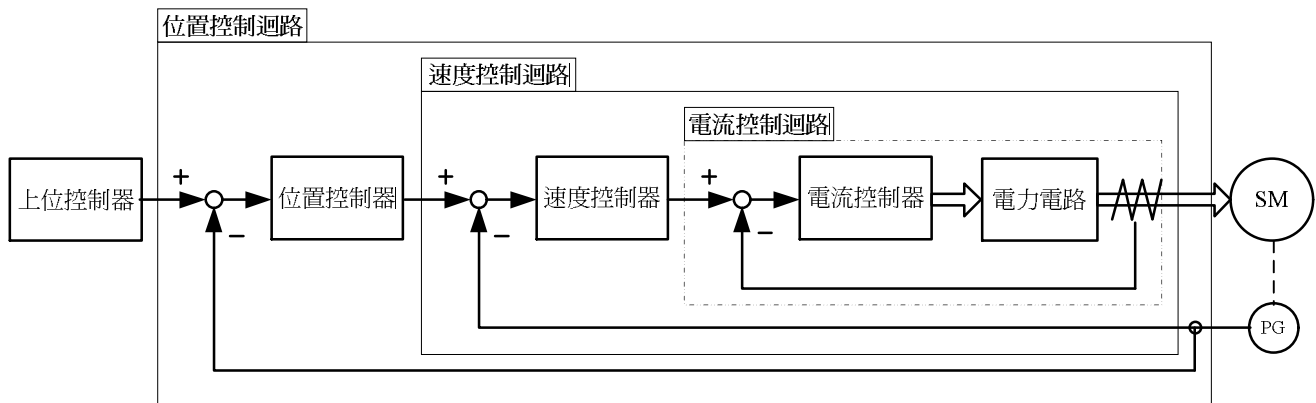 位置控制迴路
速度控制迴路
電流控制迴路
上位控制器
+
−
位置控制器
+
−
速度控制器
+
−
電流控制器
電力電路
SM
PG